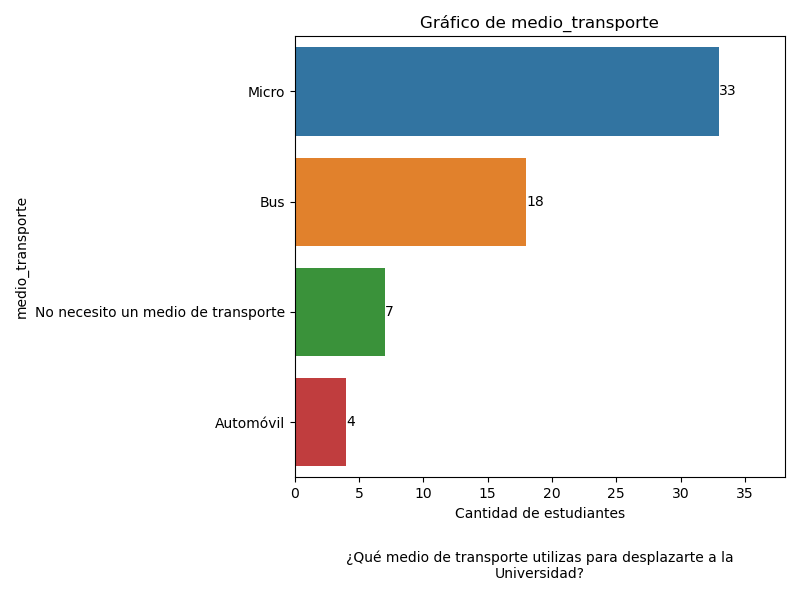 Gráfico de medio_transporte
medio_transporte
Micro
33
Bus
18
No necesito un medio de transporte
7
Automóvil
4
0 5 10 15 20 25 30 35
Cantidad de estudiantes
¿Qué medio de transporte utilizas para desplazarte a la
Universidad?